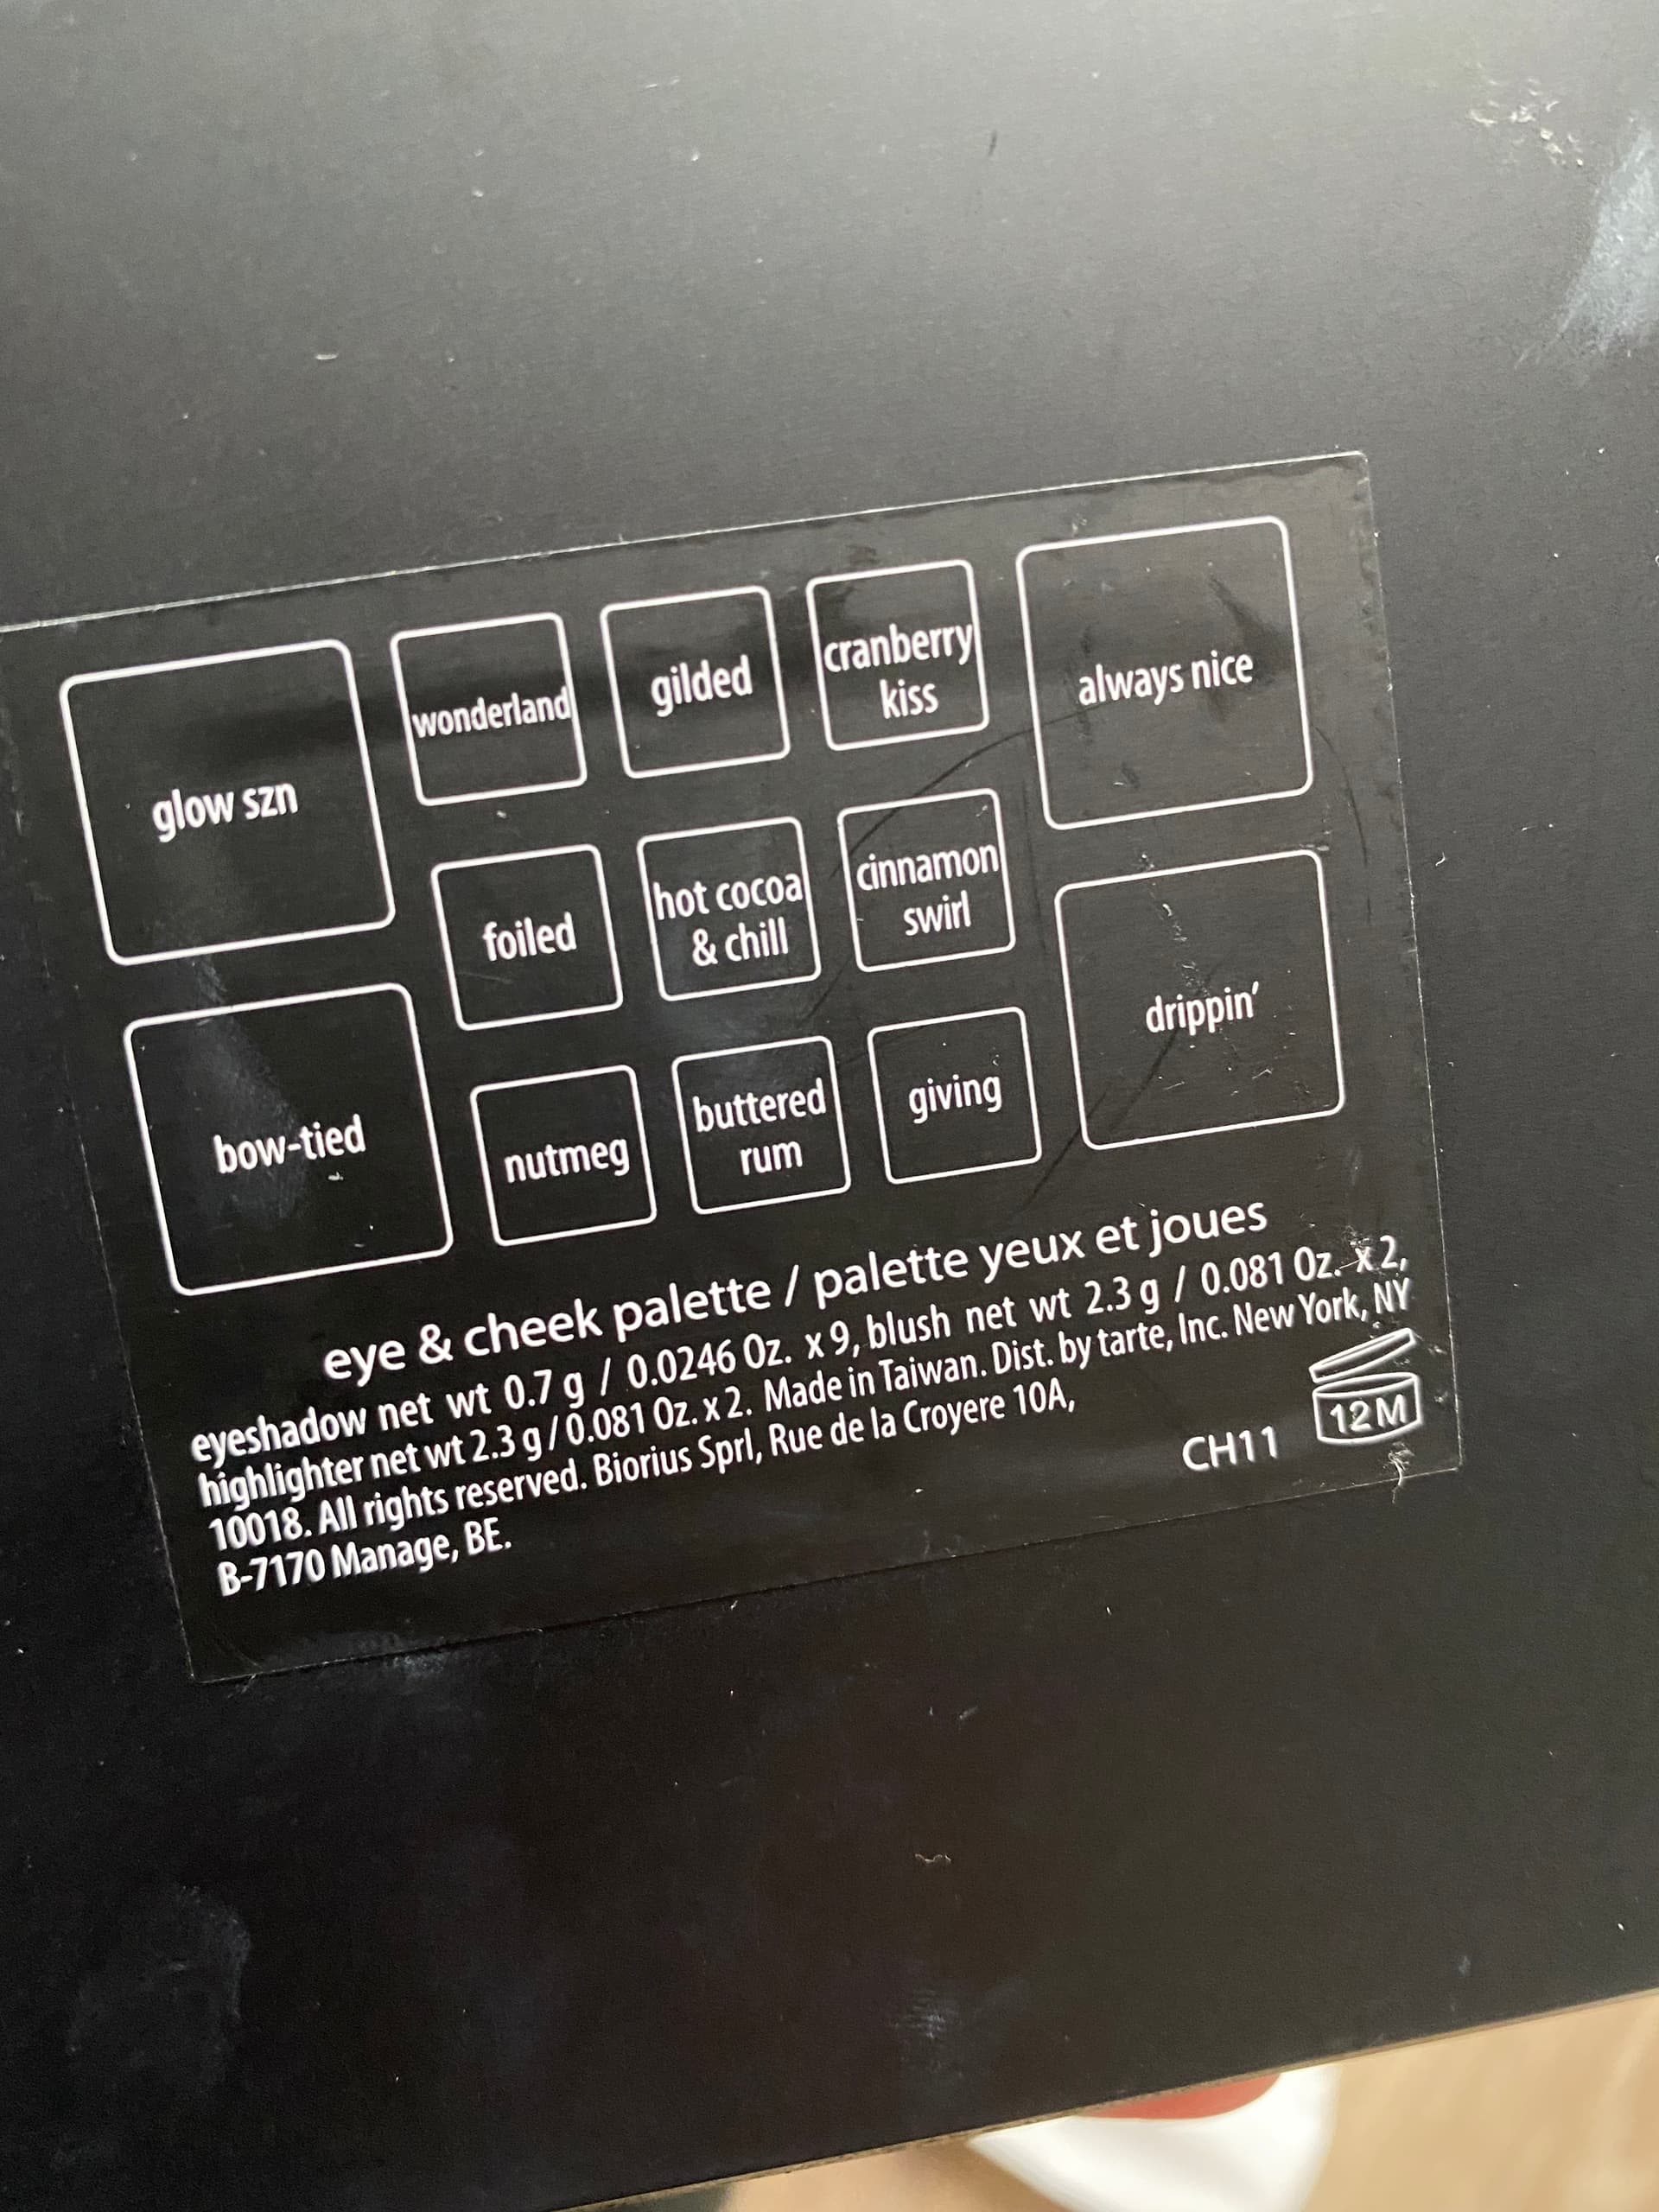 glow szn
wonderland
gilded
cranberry
kiss
always nice
foiled
hot cocoa
& chill
cinnamon
swirl
bow-tied
nutmeg
buttered
rum
giving
drippin'
eye & cheek palette / palette yeux et joues
eyeshadow net wt 0.7 g / 0.0246 Oz. x 9, blush net wt 2.3 g / 0.081 Oz. x 2,
highlighter net wt 2.3 g / 0.081 Oz. x 2. Made in Taiwan. Dist. by tarte, Inc. New York, NY
10018. All rights reserved. Biorius Sprl, Rue de la Croyere 10A,
B-7170 Manage, BE.
CH11
12M